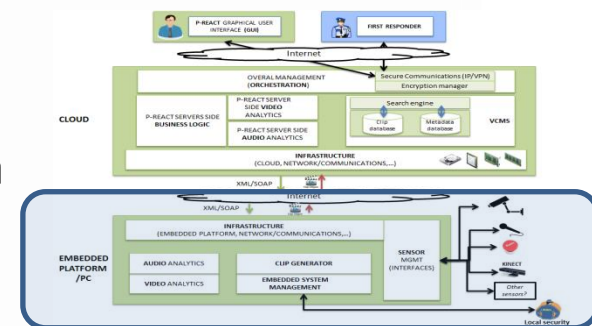 P-REACT GRAPHICAL USER
INTERFACE (GUI)
FIRST RESPONDER
Internet
OVERAL MANAGEMENT
(ORCHESTRATION)
Secure Communications (IP/VPN)
Encryption manager
CLOUD
P-REACT SERVERS SIDE
BUSINESS LOGIC
P-REACT SERVER
SIDE VIDEO
ANALYTICS
P-REACT SERVER SIDE
AUDIO ANALYTICS
Search engine
Clip
database
Metadata
database
VCMS
INFRASTRUCTURE
(CLOUD, NETWORK/COMMUNICATIONS,...)
XML/SOAP
Internet
XML/SOAP
EMBEDDED
PLATFORM
/PC
INFRASTRUCTURE
(EMBEDDED PLATFORM, NETWORK/COMMUNICATIONS,...)
AUDIO ANALYTICS
VIDEO ANALYTICS
CLIP GENERATOR
EMBEDDED SYSTEM
MANAGEMENT
SENSOR
MGMT
(INTERFACES)
KINECT
Other
sensors?
Local security